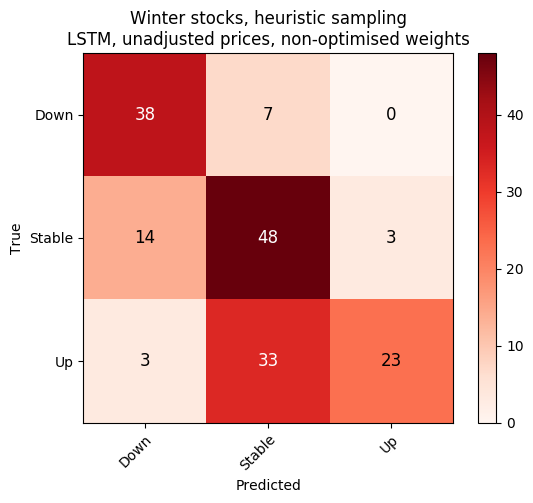 Winter stocks, heuristic sampling
LSTM, unadjusted prices, non-optimised weights
True
Down
38
7
0
Stable
14
48
3
Up
3
33
23
Down
Stable
Up
Predicted
40
30
20
10
0